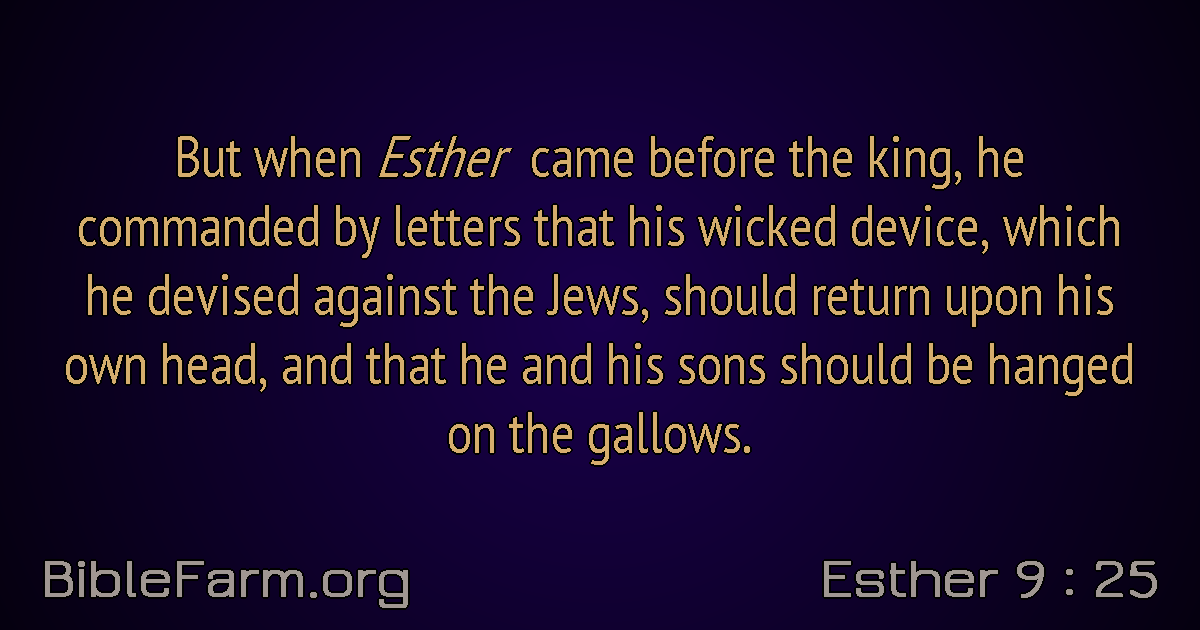 But when Esther came before the king, he
commanded by letters that his wicked device, which
he devised against the Jews, should return upon his
own head, and that he and his sons should be hanged
on the gallows.
BibleFarm.org
Esther 9 : 25